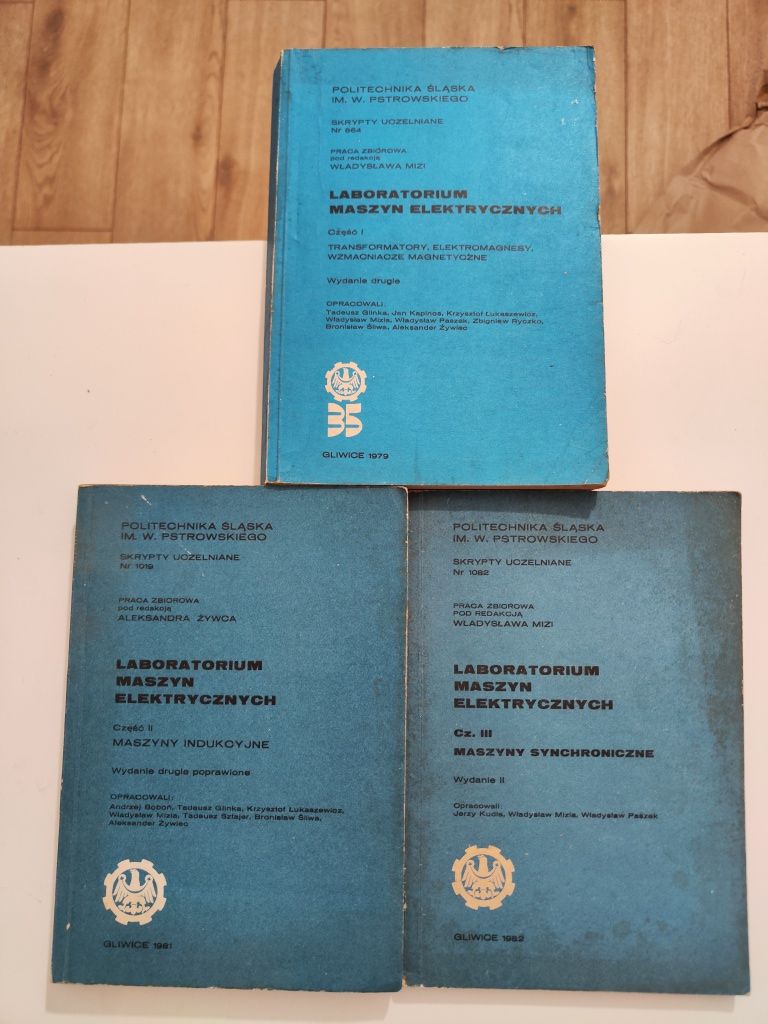 POLITECHNIKA ŚLĄSKA
IM. W. PSTROWSKIEGO
SKRYPTY UCZELNIANE
Nr 864
PRACA ZBIOROWA
pod redakcją
WŁADYSŁAWA MIZI
LABORATORIUM
MASZYN ELEKTRYCZNYCH
Część I
TRANSFORMATORY, ELEKTROMAGNESY,
WZMACNIACZE MAGNETYCZNE
Wydanie drugie
OPRACOWALI:
Tadeusz Glinka, Jan Kapinos, Krzysztof Łukaszewicz,
Władysław Mizia, Władysław Paszek, Zbigniew Ryczko,
Bronisław Śliwa, Aleksander Żywiec
35
GLIWICE 1979
POLITECHNIKA ŚLĄSKA
IM. W. PSTROWSKIEGO
SKRYPTY UCZELNIANE
Nr 1019
PRACA ZBIOROWA
pod redakcją
ALEKSANDRA ŻYWCA
LABORATORIUM
MASZYN
ELEKTRYCZNYCH
Część II
MASZYNY INDUKCYJNE
Wydanie drugie poprawione
OPRACOWALI:
Andrzej Boboń, Tadeusz Glinka, Krzysztof Łukaszewicz,
Władysław Mizia, Tadeusz Sztajer, Bronisław Śliwa,
Aleksander Żywiec
GLIWICE 1981
POLITECHNIKA ŚLĄSKA
IM. W. PSTROWSKIEGO
SKRYPTY UCZELNIANE
Nr 1082
PRACA ZBIOROWA
POD REDAKCJĄ
WŁADYSŁAWA MIZI
LABORATORIUM
MASZYN
ELEKTRYCZNYCH
Cz. III
MASZYNY SYNCHRONICZNE
Wydanie II
Opracowali:
Jerzy Kudła, Władysław Mizia, Władysław Paszek
GLIWICE 1982